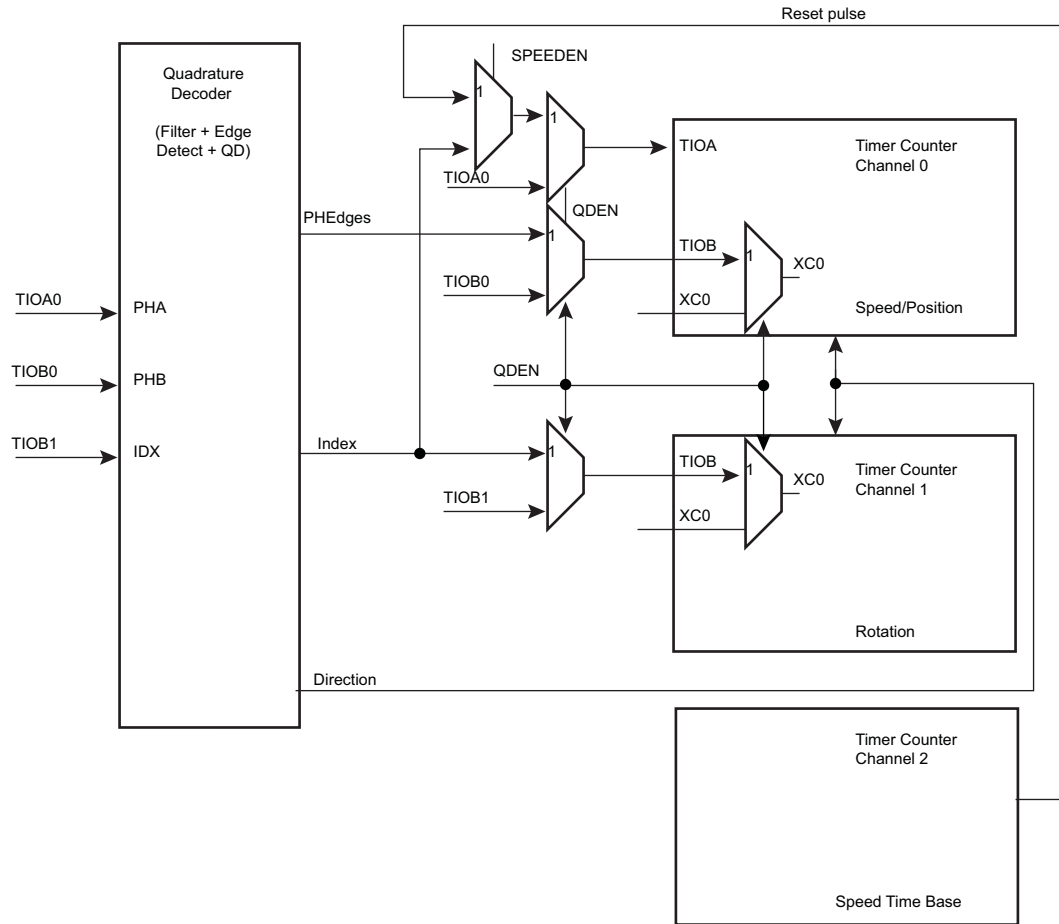 Reset pulse
SPEEDEN
Quadrature
Decoder
(Filter + Edge
Detect + QD)
1
1
TIOA
Timer Counter
Channel 0
TIOA0
QDEN
PHEdges
1
TIOB
1
XC0
TIOB0
XC0
TIOA0
PHA
Speed/Position
TIOB0
PHB
QDEN
TIOB1
IDX
Index
1
TIOB
1
XC0
Timer Counter
Channel 1
TIOB1
XC0
Rotation
Direction
Timer Counter
Channel 2
Speed Time Base